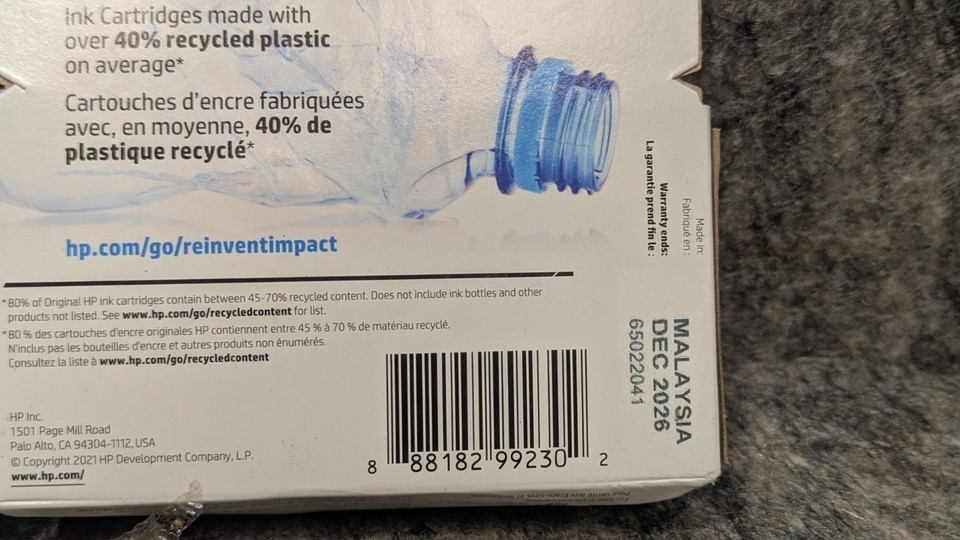 Ink Cartridges made with
over 40% recycled plastic
on average*
Cartouches d'encre fabriquées
avec, en moyenne, 40% de
plastique recyclé*
hp.com/go/reinventimpact
*80% of Original HP ink cartridges contain between 45-70% recycled content. Does not include ink bottles and other
products not listed. See www.hp.com/go/recycledcontent for list.
*80 % des cartouches d'encre originales HP contiennent entre 45 % à 70 % de matériau recyclé.
N'inclus pas les bouteilles d'encre et autres produits non énumérés.
Consultez la liste à www.hp.com/go/recycledcontent
HP Inc.
1501 Page Mill Road
Palo Alto, CA 94304-1112, USA
© Copyright 2021 HP Development Company, L.P.
www.hp.com/
8 88182 99230 2
Made in:
Fabriqué en :
Warranty ends:
La garantie prend fin le :
MALAYSIA
DEC 2026
65022041
Pour vente aux États-Unis et